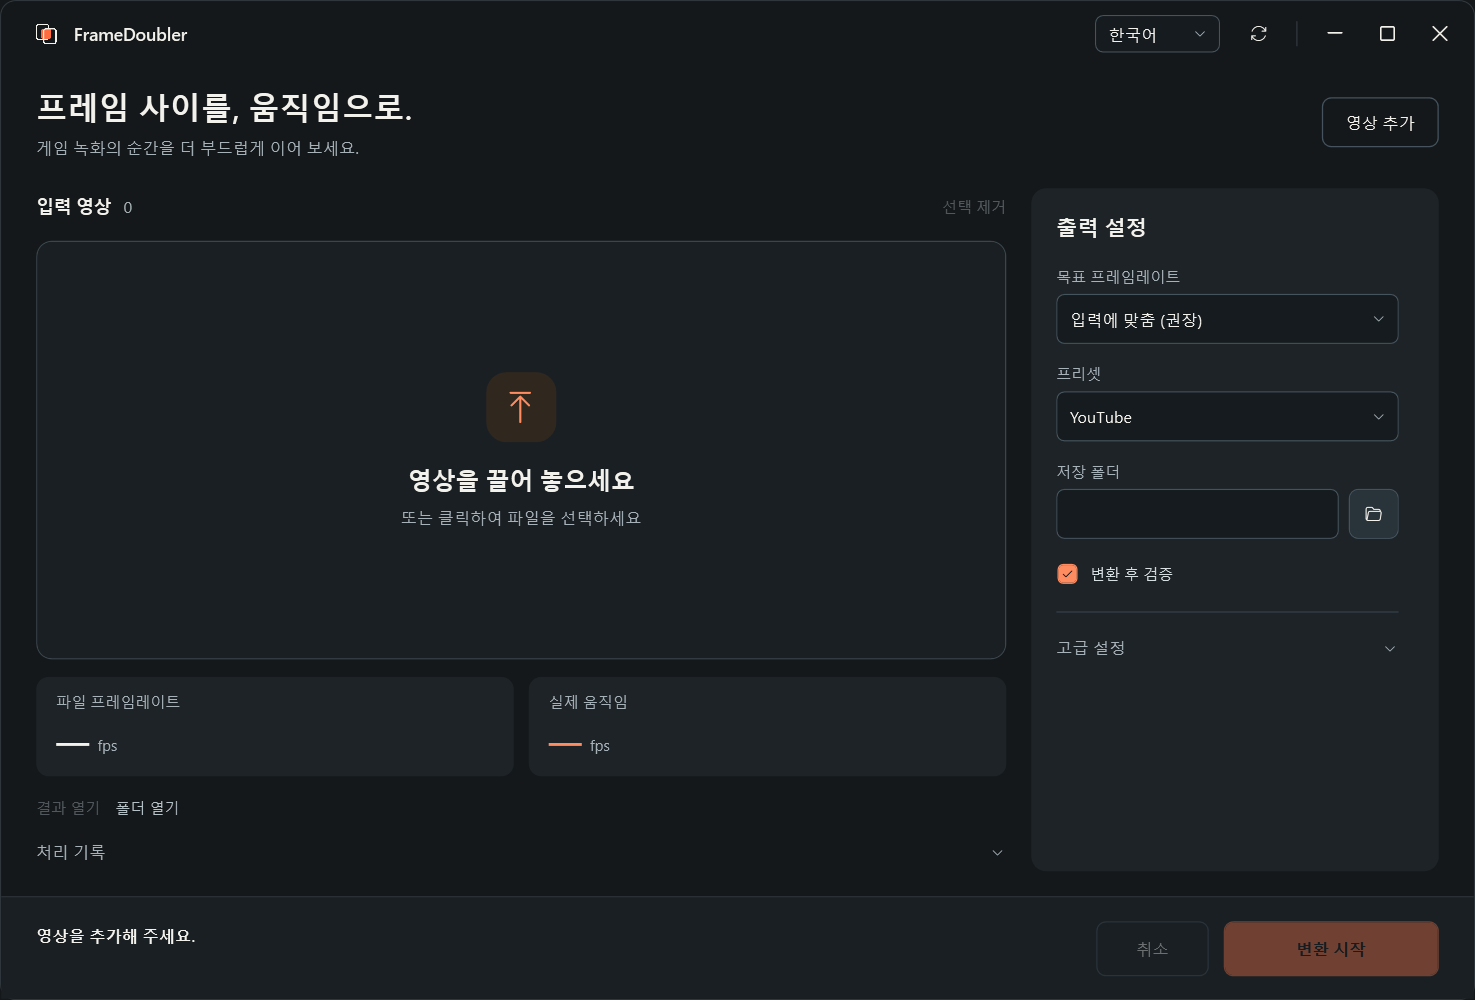 FrameDoubler
한국어
프레임 사이를, 움직임으로.
게임 녹화의 순간을 더 부드럽게 이어 보세요.
영상 추가
입력 영상 0
선택 제거
영상을 끌어 놓으세요
또는 클릭하여 파일을 선택하세요
파일 프레임레이트
fps
실제 움직임
fps
결과 열기 폴더 열기
처리 기록
출력 설정
목표 프레임레이트
입력에 맞춤 (권장)
프리셋
YouTube
저장 폴더
변환 후 검증
고급 설정
영상을 추가해 주세요.
취소
변환 시작